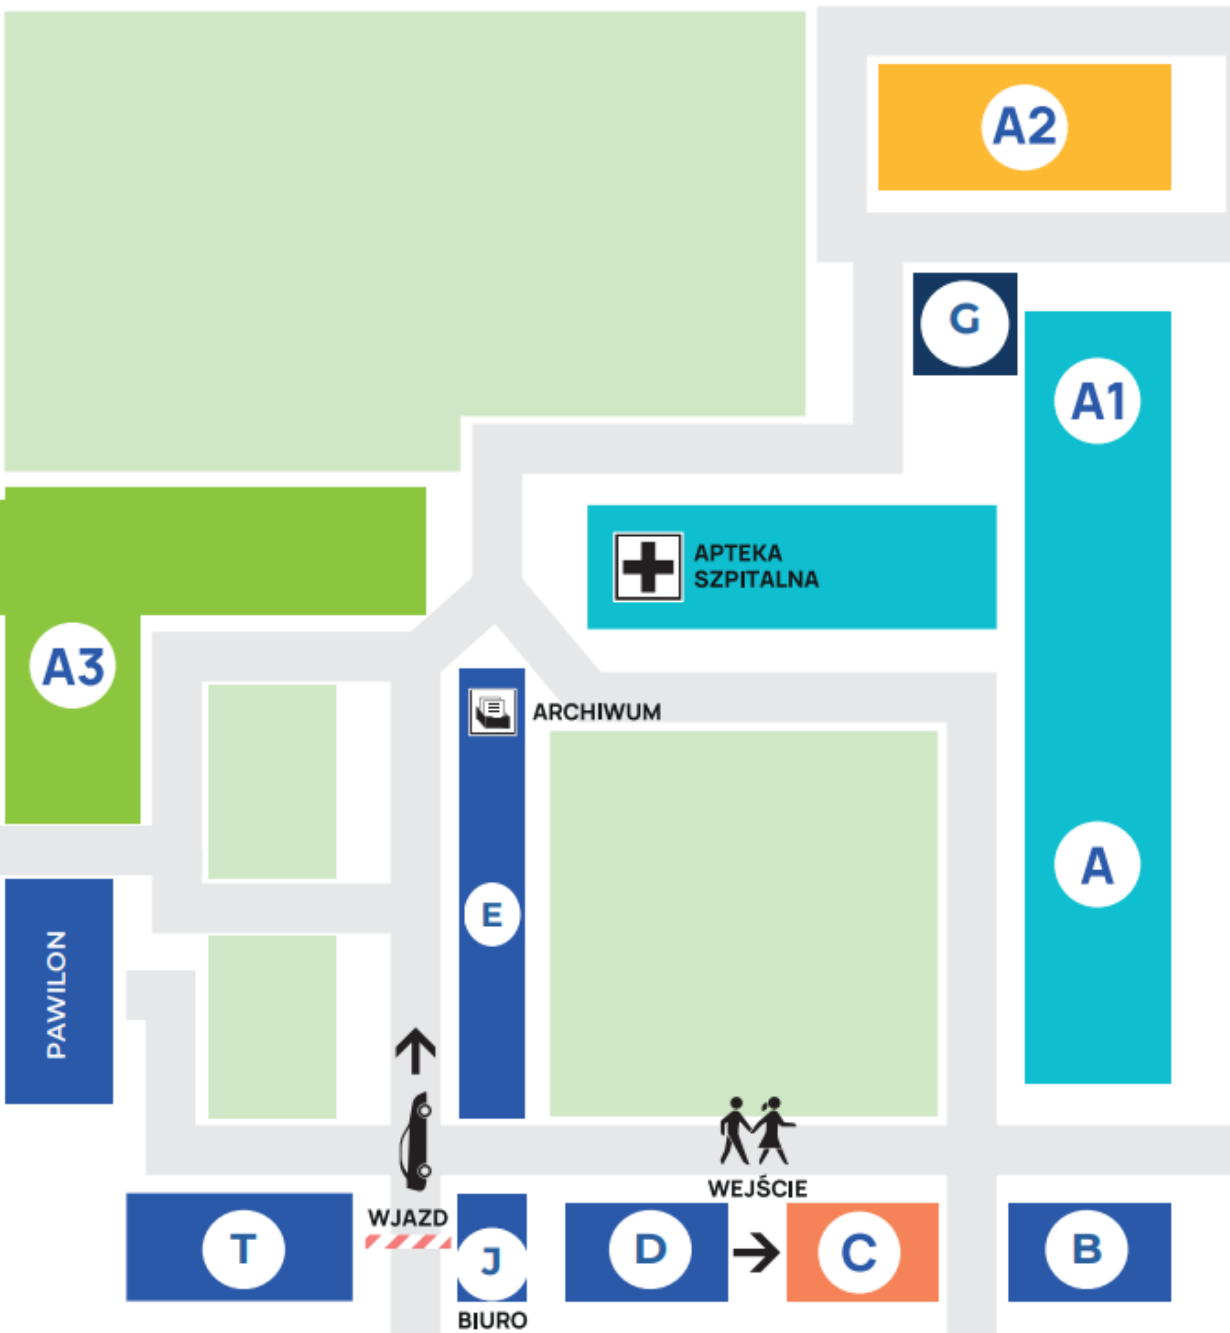 A2
G
A1
APTEKA
SZPITALNA
A3
ARCHIWUM
A
E
PAWILON
WEJŚCIE
WJAZD
T
J
D
C
B
BIURO